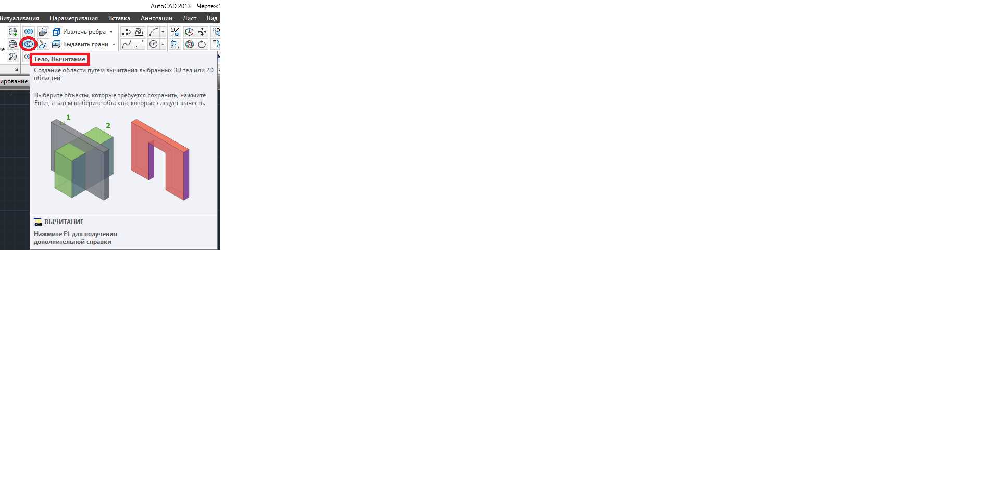 AutoCAD 2013 Чертеж1
Визуализация Параметризация Вставка Аннотации Лист Вид
Извлечь ребра
Выдавить грани
Тело, Вычитание
Создание области путем вычитания выбранных 3D тел или 2D
областей
ирование
Выберите объекты, которые требуется сохранить, нажмите
Enter, а затем выберите объекты, которые следует вычесть.
1
2
ВЫЧИТАНИЕ
Нажмите F1 для получения
дополнительной справки